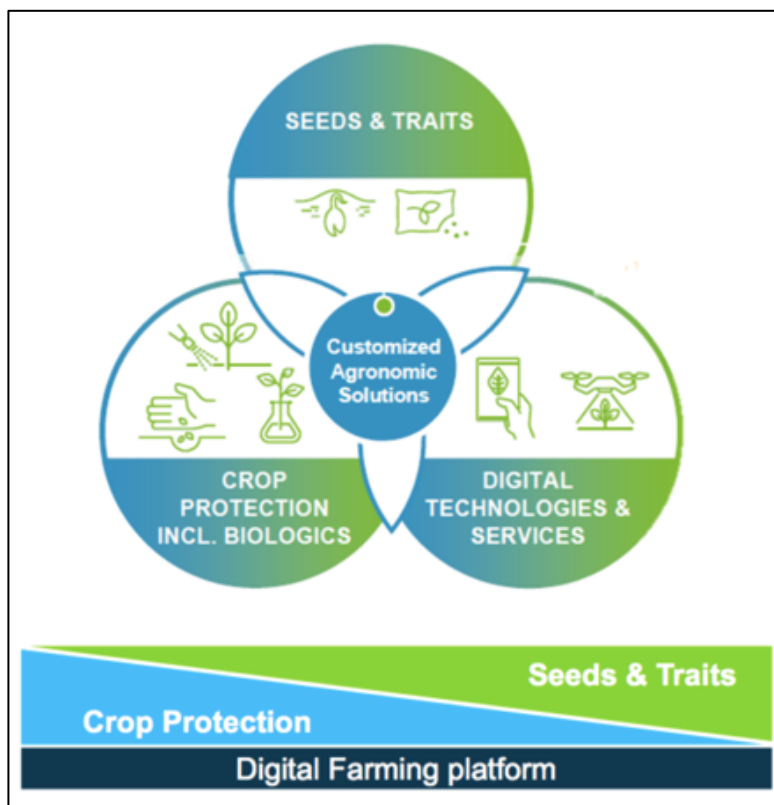 SEEDS & TRAITS
Customized
Agronomic
Solutions
CROP
PROTECTION
INCL. BIOLOGICS
DIGITAL
TECHNOLOGIES &
SERVICES
Seeds & Traits
Crop Protection
Digital Farming platform